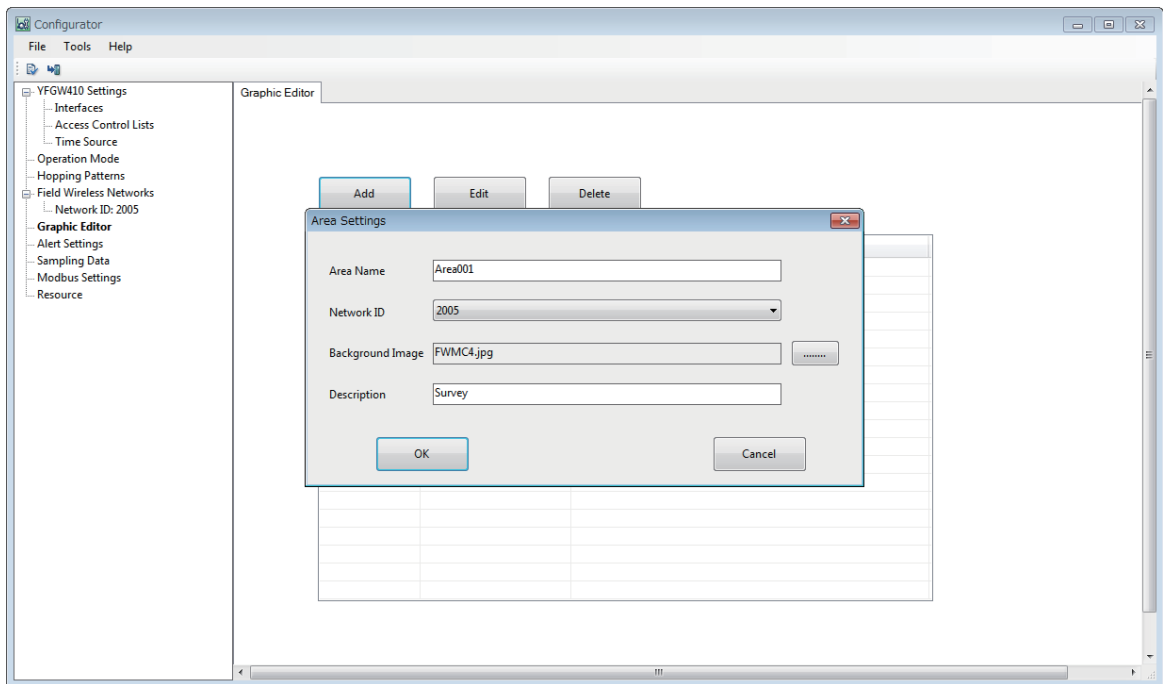 Configurator
File Tools Help
YFGW410 Settings
Interfaces
Access Control Lists
Time Source
Operation Mode
Hopping Patterns
Field Wireless Networks
Network ID: 2005
Graphic Editor
Alert Settings
Sampling Data
Modbus Settings
Resource
Graphic Editor
Add Edit Delete
Area Settings
Area Name Area001
Network ID 2005
Background Image FWMC4.jpg ........
Description Survey
OK Cancel